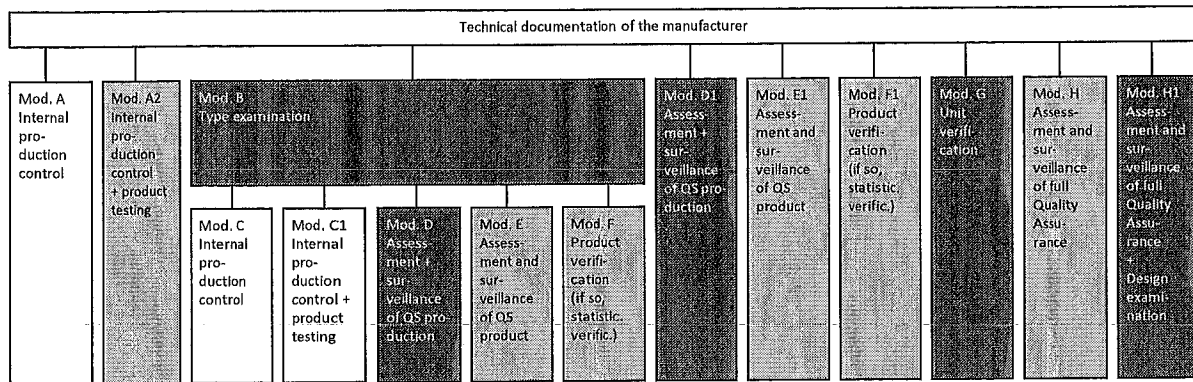 Technical documentation of the manufacturer
Mod. A
Internal
pro-
duction
control
Mod. A2
Internal
pro-
duction
control
+ product
testing
Mod. B
Type examination
Mod. C
Internal
pro-
duction
control
Mod. C1
Internal
pro-
duction
control +
product
testing
Mod. D
Assess-
ment +
sur-
veillance
of QS pro-
duction
Mod. E
Assess-
ment and
sur-
veillance
of QS
product
Mod. F
Product
verifi-
cation
(if so,
statistic.
verific.)
Mod. D1
Assess-
ment +
sur-
veillance
of QS pro-
duction
Mod. E1
Assess-
ment and
sur-
veillance
of QS
product
Mod. F1
Product
verifi-
cation
(if so,
statistic.
verific.)
Mod. G
Unit
verifi-
cation
Mod. H
Assess-
ment and
sur-
veillance
of full
Quality
Assu-
rance
Mod. H1
Assess-
ment and
sur-
veillance
of full
Quality
Assu-
rance
+
Design
exami-
nation